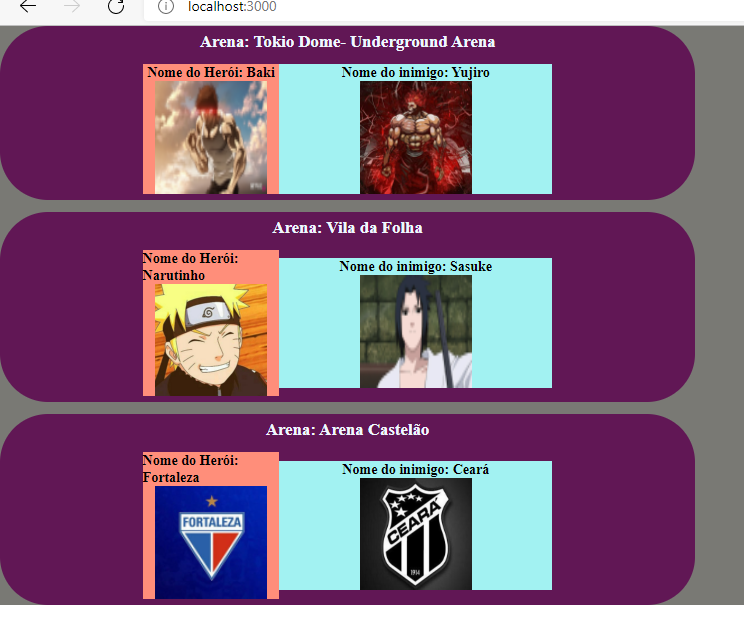 localhost:3000
Arena: Tokio Dome- Underground Arena
Nome do Herói: Baki
Nome do inimigo: Yujiro
Arena: Vila da Folha
Nome do Herói:
Narutinho
Nome do inimigo: Sasuke
Arena: Arena Castelão
Nome do Herói:
Fortaleza
Nome do inimigo: Ceará
FORTALEZA
CEARÁ
1914